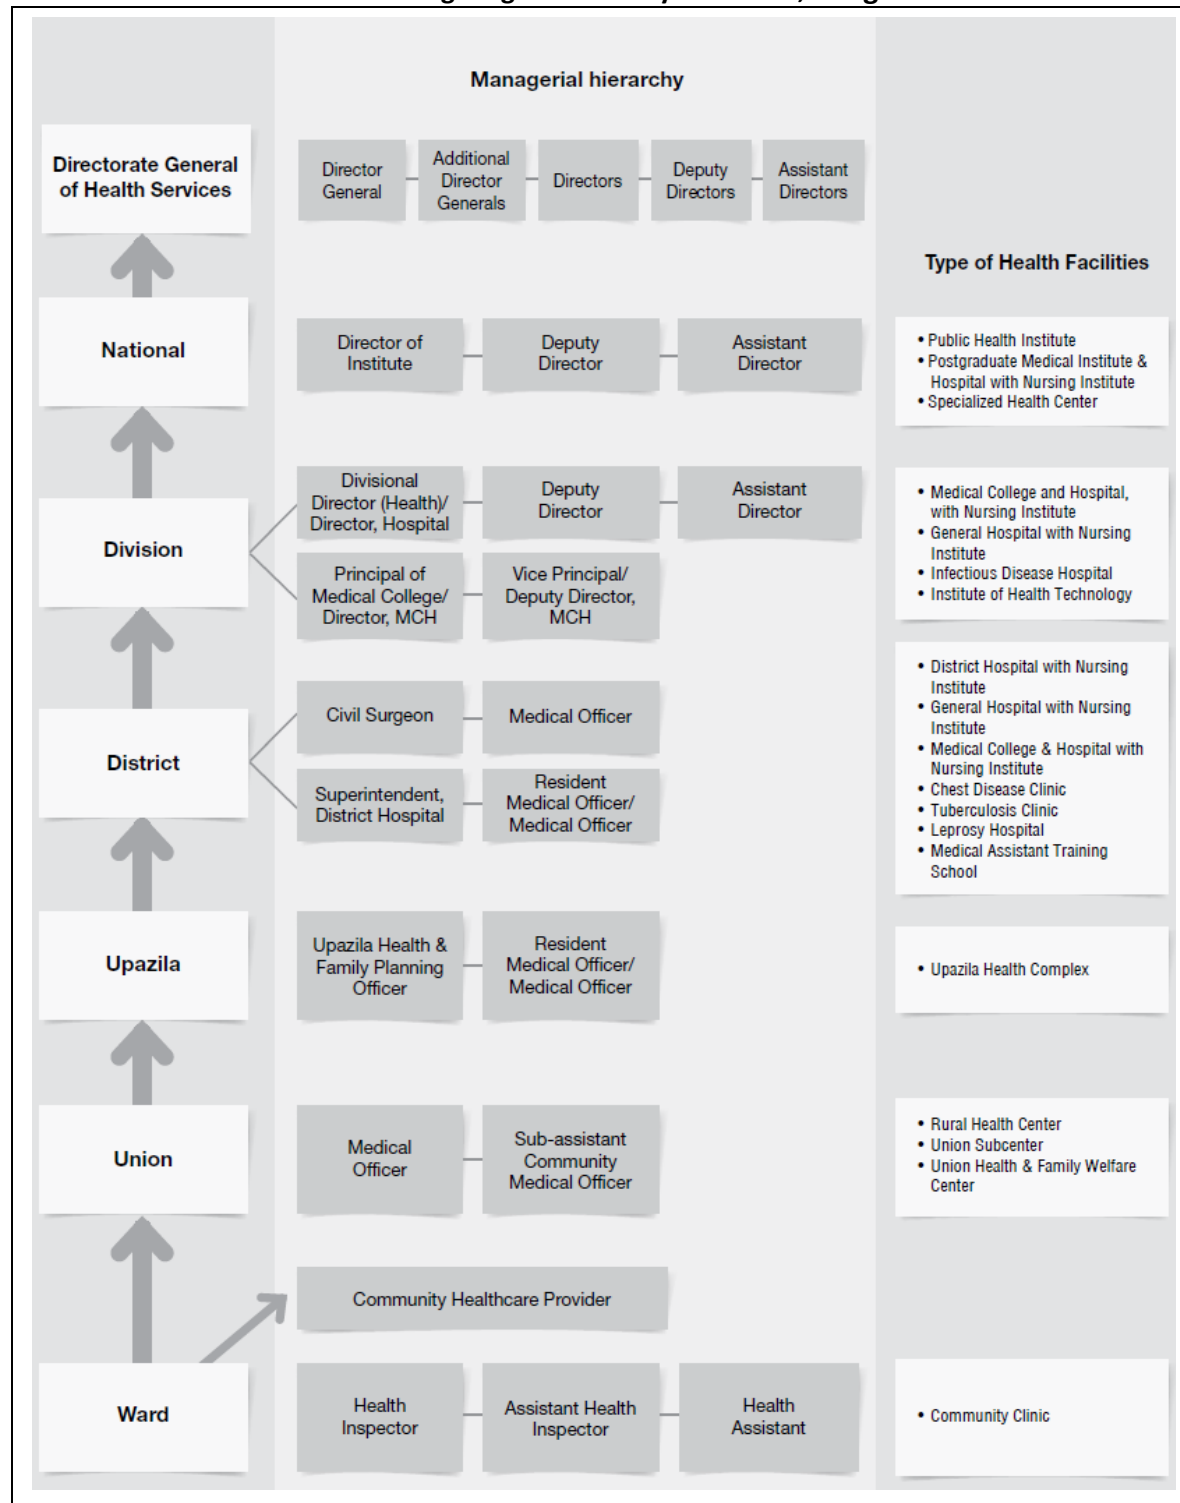 Managerial hierarchy
Directorate General
of Health Services
Director
General
Additional
Director
Generals
Directors
Deputy
Directors
Assistant
Directors
Type of Health Facilities
National
Director of
Institute
Deputy
Director
Assistant
Director
• Public Health Institute
• Postgraduate Medical Institute &
Hospital with Nursing Institute
• Specialized Health Center
Division
Divisional
Director (Health)/
Director, Hospital
Deputy
Director
Assistant
Director
Principal of
Medical College/
Director, MCH
Vice Principal/
Deputy Director,
MCH
• Medical College and Hospital,
with Nursing Institute
• General Hospital with Nursing
Institute
• Infectious Disease Hospital
• Institute of Health Technology
District
Civil Surgeon
Medical Officer
Superintendent,
District Hospital
Resident
Medical Officer/
Medical Officer
• District Hospital with Nursing
Institute
• General Hospital with Nursing
Institute
• Medical College & Hospital with
Nursing Institute
• Chest Disease Clinic
• Tuberculosis Clinic
• Leprosy Hospital
• Medical Assistant Training
School
Upazila
Upazila Health &
Family Planning
Officer
Resident
Medical Officer/
Medical Officer
• Upazila Health Complex
Union
Medical
Officer
Sub-assistant
Community
Medical Officer
• Rural Health Center
• Union Subcenter
• Union Health & Family Welfare
Center
Community Healthcare Provider
Ward
Health
Inspector
Assistant Health
Inspector
Health
Assistant
• Community Clinic